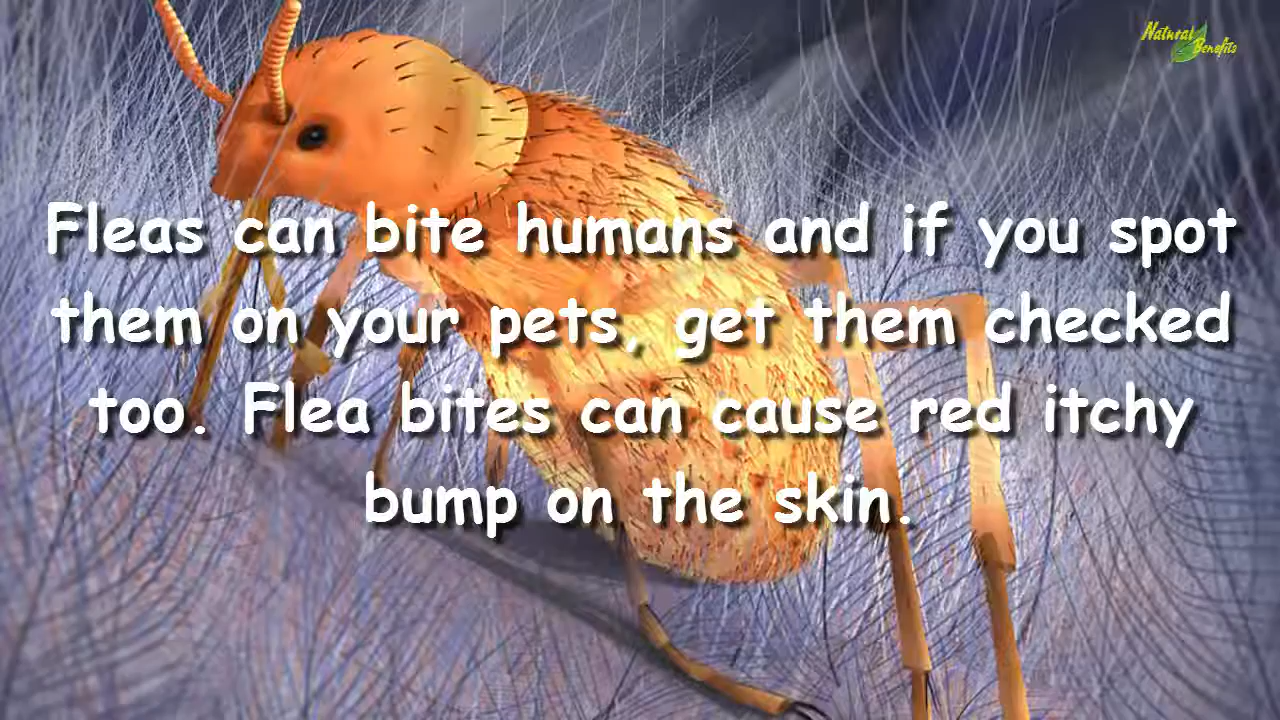 Natural
Benefits
Fleas can bite humans and if you spot
them on your pets, get them checked
too. Flea bites can cause red itchy
bump on the skin.